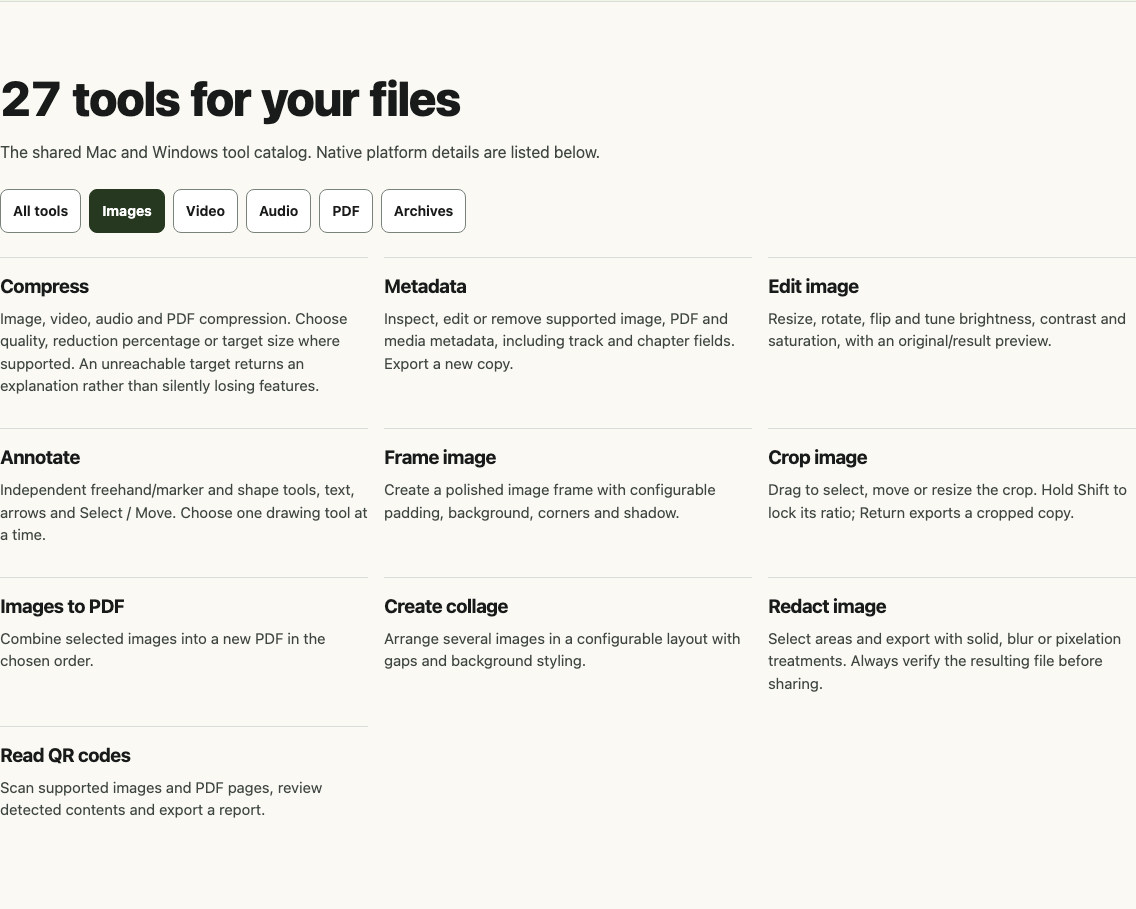 27 tools for your files
The shared Mac and Windows tool catalog. Native platform details are listed below.
All tools
Images
Video
Audio
PDF
Archives
Compress
Image, video, audio and PDF compression. Choose
quality, reduction percentage or target size where
supported. An unreachable target returns an
explanation rather than silently losing features.
Metadata
Inspect, edit or remove supported image, PDF and
media metadata, including track and chapter fields.
Export a new copy.
Edit image
Resize, rotate, flip and tune brightness, contrast and
saturation, with an original/result preview.
Annotate
Independent freehand/marker and shape tools, text,
arrows and Select / Move. Choose one drawing tool at
a time.
Frame image
Create a polished image frame with configurable
padding, background, corners and shadow.
Crop image
Drag to select, move or resize the crop. Hold Shift to
lock its ratio; Return exports a cropped copy.
Images to PDF
Combine selected images into a new PDF in the
chosen order.
Create collage
Arrange several images in a configurable layout with
gaps and background styling.
Redact image
Select areas and export with solid, blur or pixelation
treatments. Always verify the resulting file before
sharing.
Read QR codes
Scan supported images and PDF pages, review
detected contents and export a report.